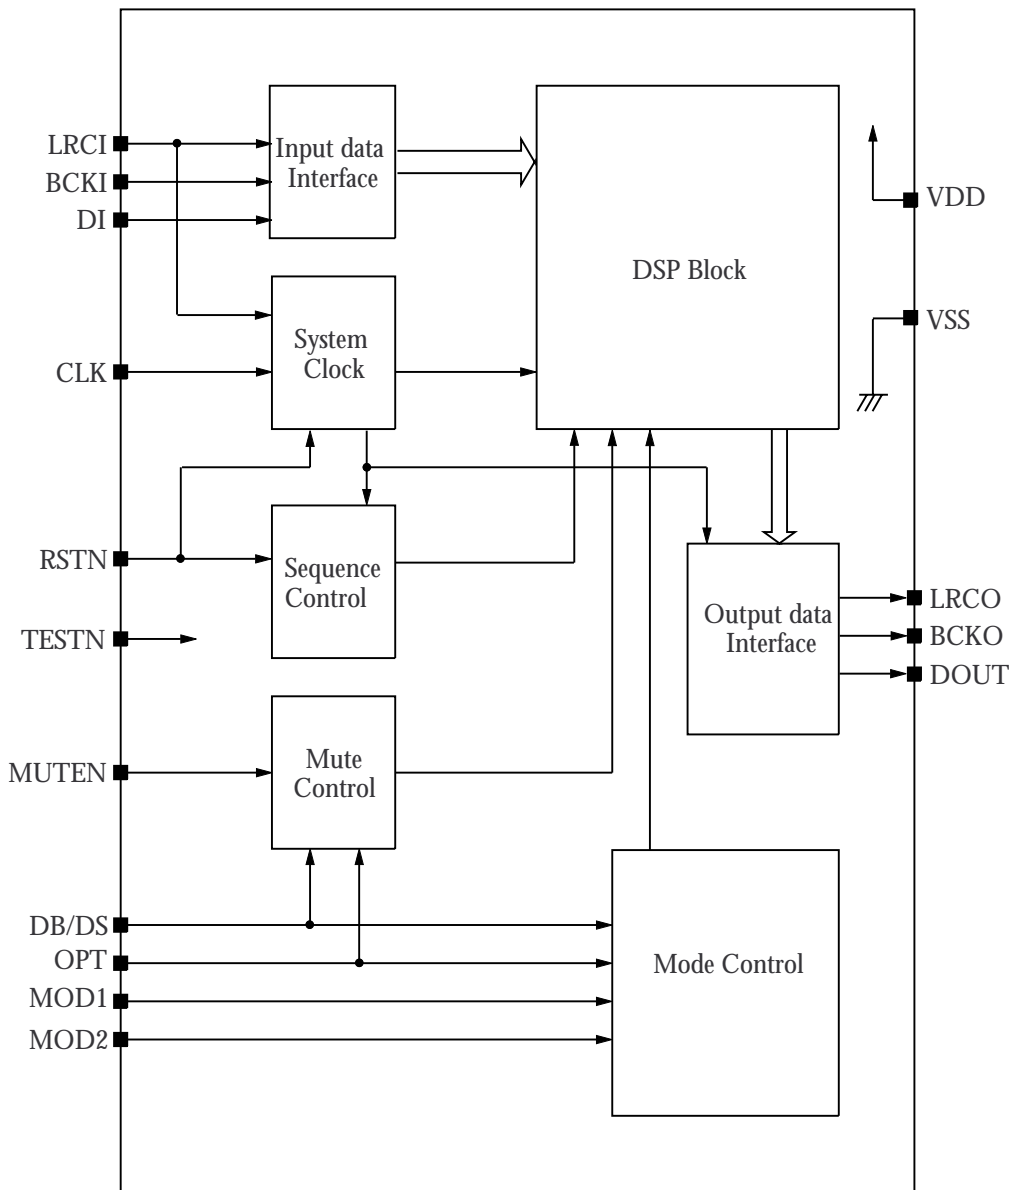 LRCI
BCKI
DI
Input data
Interface
DSP Block
VDD
VSS
System
Clock
CLK
RSTN
TESTN
Sequence
Control
Output data
Interface
LRCO
BCKO
DOUT
MUTEN
Mute
Control
DB/DS
OPT
MOD1
MOD2
Mode Control